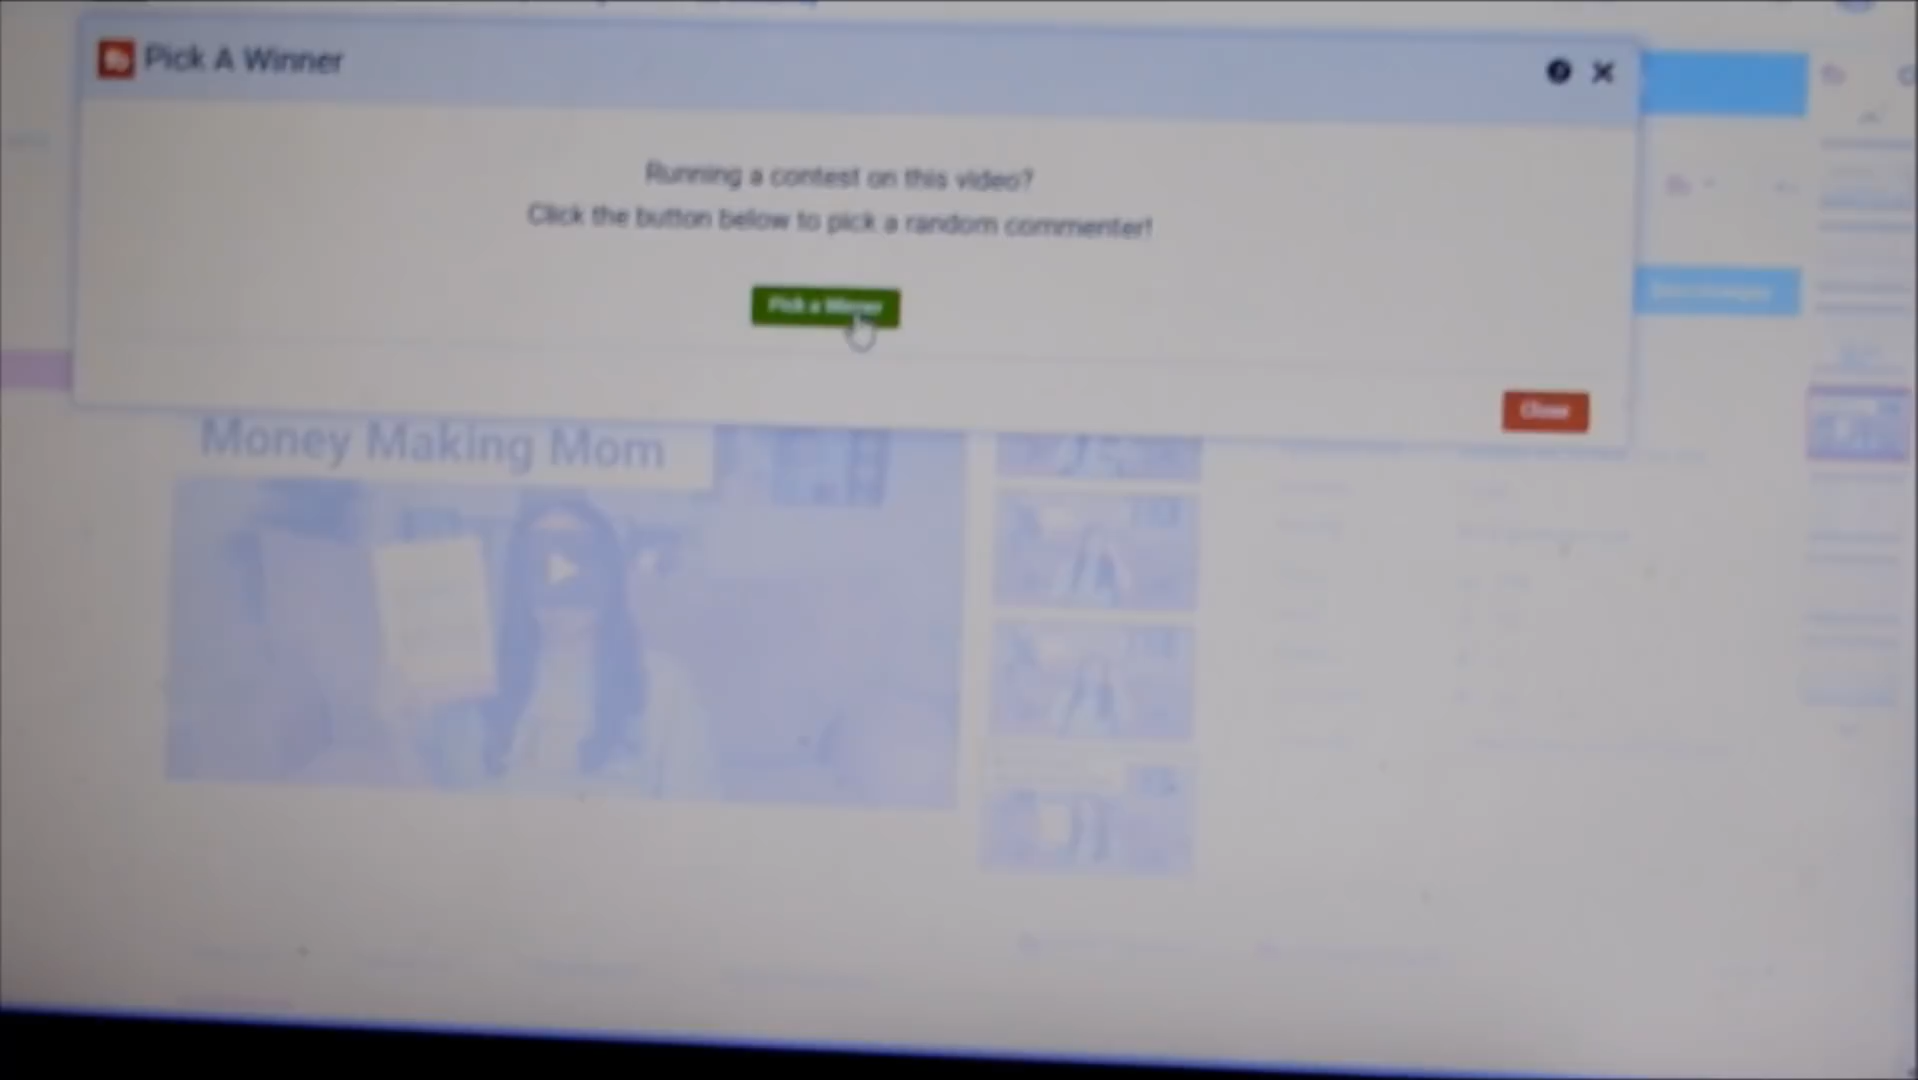 Pick A Winner
Running a contest on this video?
Click the button below to pick a random commenter!
Pick a Winner
Close
Money Making Mom